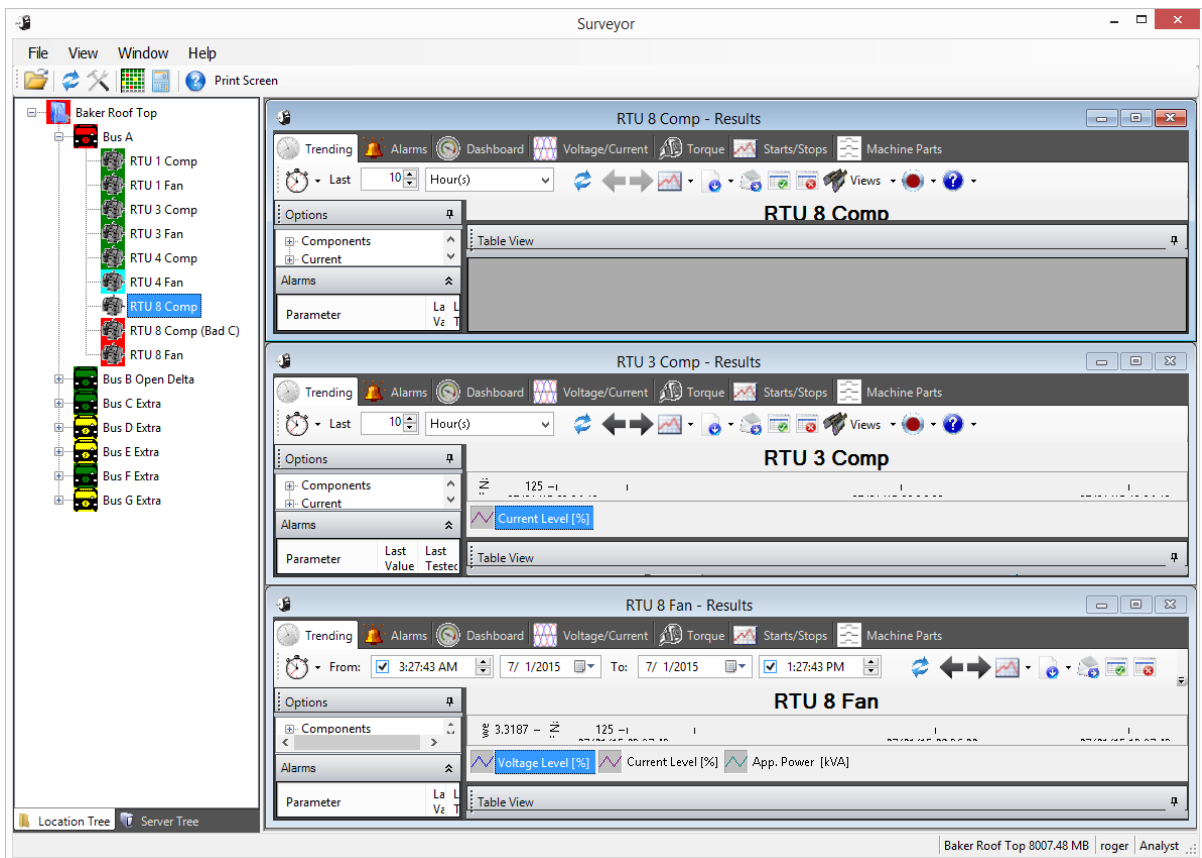 Surveyor
File View Window Help
Print Screen
Baker Roof Top
Bus A
RTU 1 Comp
RTU 1 Fan
RTU 3 Comp
RTU 3 Fan
RTU 4 Comp
RTU 4 Fan
RTU 8 Comp
RTU 8 Comp (Bad C)
RTU 8 Fan
Bus B Open Delta
Bus C Extra
Bus D Extra
Bus E Extra
Bus F Extra
Bus G Extra
Location Tree Server Tree
RTU 8 Comp - Results
Trending Alarms Dashboard Voltage/Current Torque Starts/Stops Machine Parts
Last 10 Hour(s) Views
Options
RTU 8 Comp
Components
Current
Table View
Alarms
Parameter
La L
Va T
RTU 3 Comp - Results
Trending Alarms Dashboard Voltage/Current Torque Starts/Stops Machine Parts
Last 10 Hour(s) Views
Options
RTU 3 Comp
Components
Current
125
Current Level [%]
Alarms
Parameter
Last Last
Value Tested
Table View
RTU 8 Fan - Results
Trending Alarms Dashboard Voltage/Current Torque Starts/Stops Machine Parts
From: 3:27:43 AM 7/ 1/2015 To: 7/ 1/2015 1:27:43 PM
Options
RTU 8 Fan
Components
3.3187 125
Voltage Level [%] Current Level [%] App. Power [kVA]
Alarms
Parameter
La L
Va T
Table View
Baker Roof Top 8007.48 MB roger Analyst